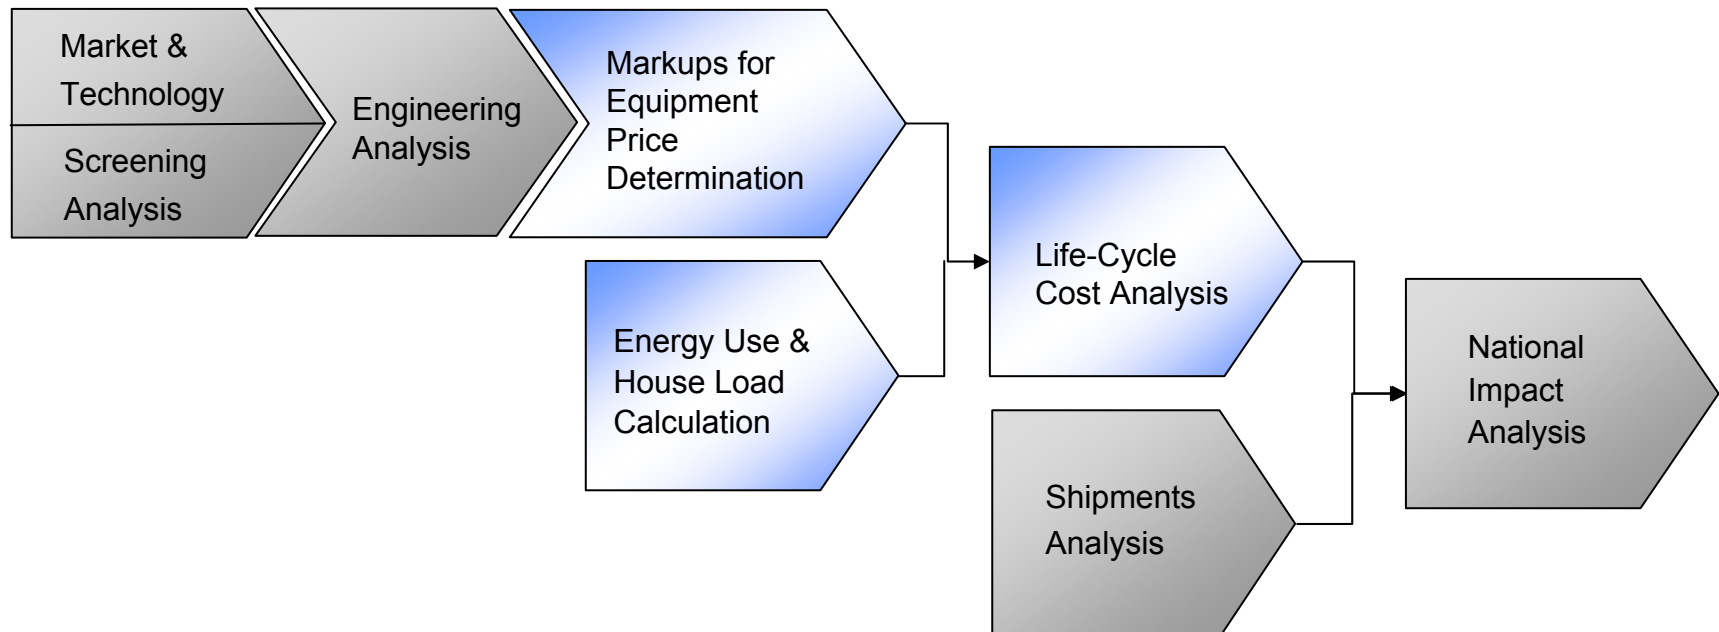 Market &
Technology
Screening
Analysis
Engineering
Analysis
Markups for
Equipment
Price
Determination
Energy Use &
House Load
Calculation
Life-Cycle
Cost Analysis
Shipments
Analysis
National
Impact
Analysis